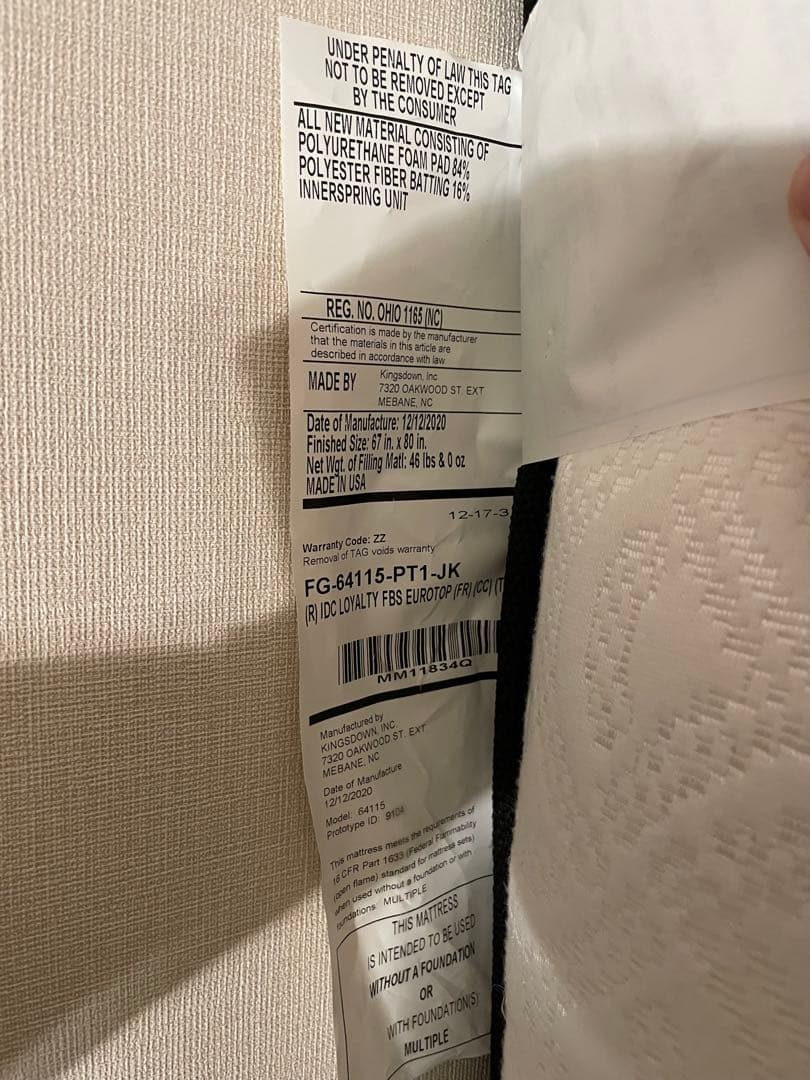 UNDER PENALTY OF LAW THIS TAG
NOT TO BE REMOVED EXCEPT
BY THE CONSUMER
ALL NEW MATERIAL CONSISTING OF
POLYURETHANE FOAM PAD 84%
POLYESTER FIBER BATTING 16%
INNERSPRING UNIT
REG. NO. OHIO 1165 (NC)
Certification is made by the manufacturer
that the materials in this article are
described in accordance with law
MADE BY Kingsdown, Inc
7320 OAKWOOD ST. EXT
MEBANE, NC
Date of Manufacture: 12/12/2020
Finished Size: 67 in. x 80 in.
Net Wgt. of Filling Matl: 46 lbs & 0 oz
MADE IN USA
12-17-3
Warranty Code: ZZ
Removal of TAG voids warranty
FG-64115-PT1-JK
(R) IDC LOYALTY FBS EUROTOP (FR) (CC) (T
MM11834Q
Manufactured by
KINGSDOWN, INC
7320 OAKWOOD ST. EXT
MEBANE, NC
Date of Manufacture
12/12/2020
Model: 64115
Prototype ID: 9104
This mattress meets the requirements of
16 CFR Part 1633 (Federal Flammability
(open flame) standard for mattress sets)
when used without a foundation or with
foundations: MULTIPLE
THIS MATTRESS
IS INTENDED TO BE USED
WITHOUT A FOUNDATION
OR
WITH FOUNDATION(S)
MULTIPLE